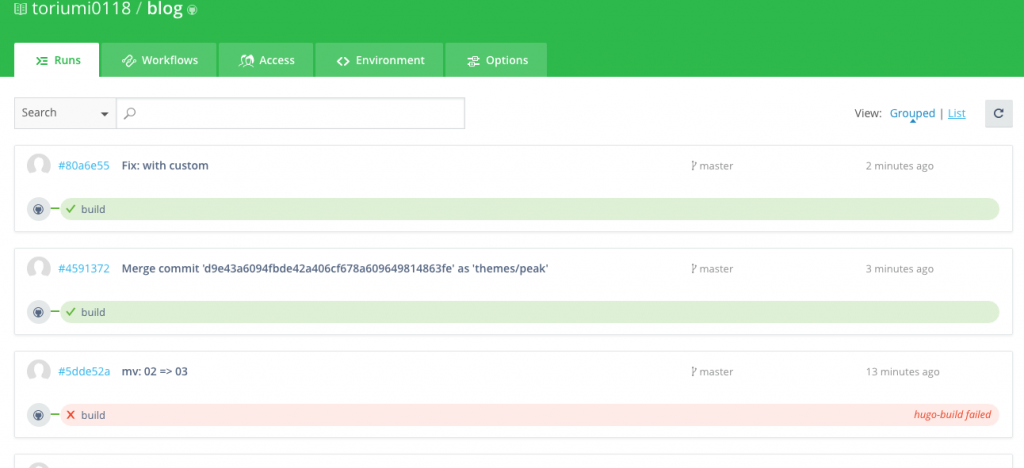 toriumi0118 / blog
Runs Workflows Access Environment Options
Search View: Grouped | List
#80a6e55 Fix: with custom master 2 minutes ago
build
#4591372 Merge commit 'd9e43a6094fbde42a406cf678a609649814863fe' as 'themes/peak' master 3 minutes ago
build
#5dde52a mv: 02 => 03 master 13 minutes ago
build hugo-build failed